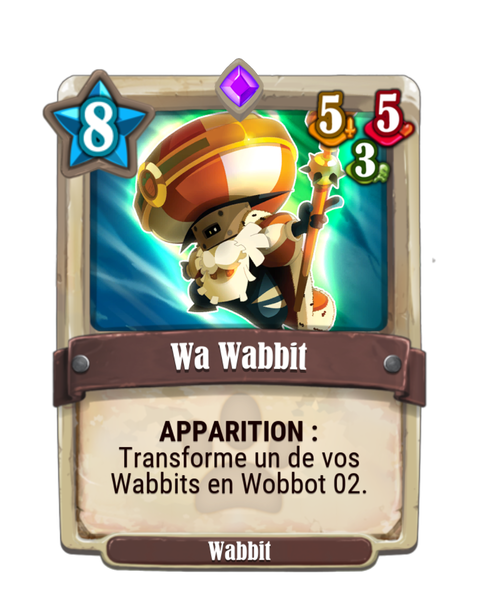 8
5 5
3
Wa Wabbit
APPARITION :
Transforme un de vos
Wabbits en Wobbot 02.
Wabbit